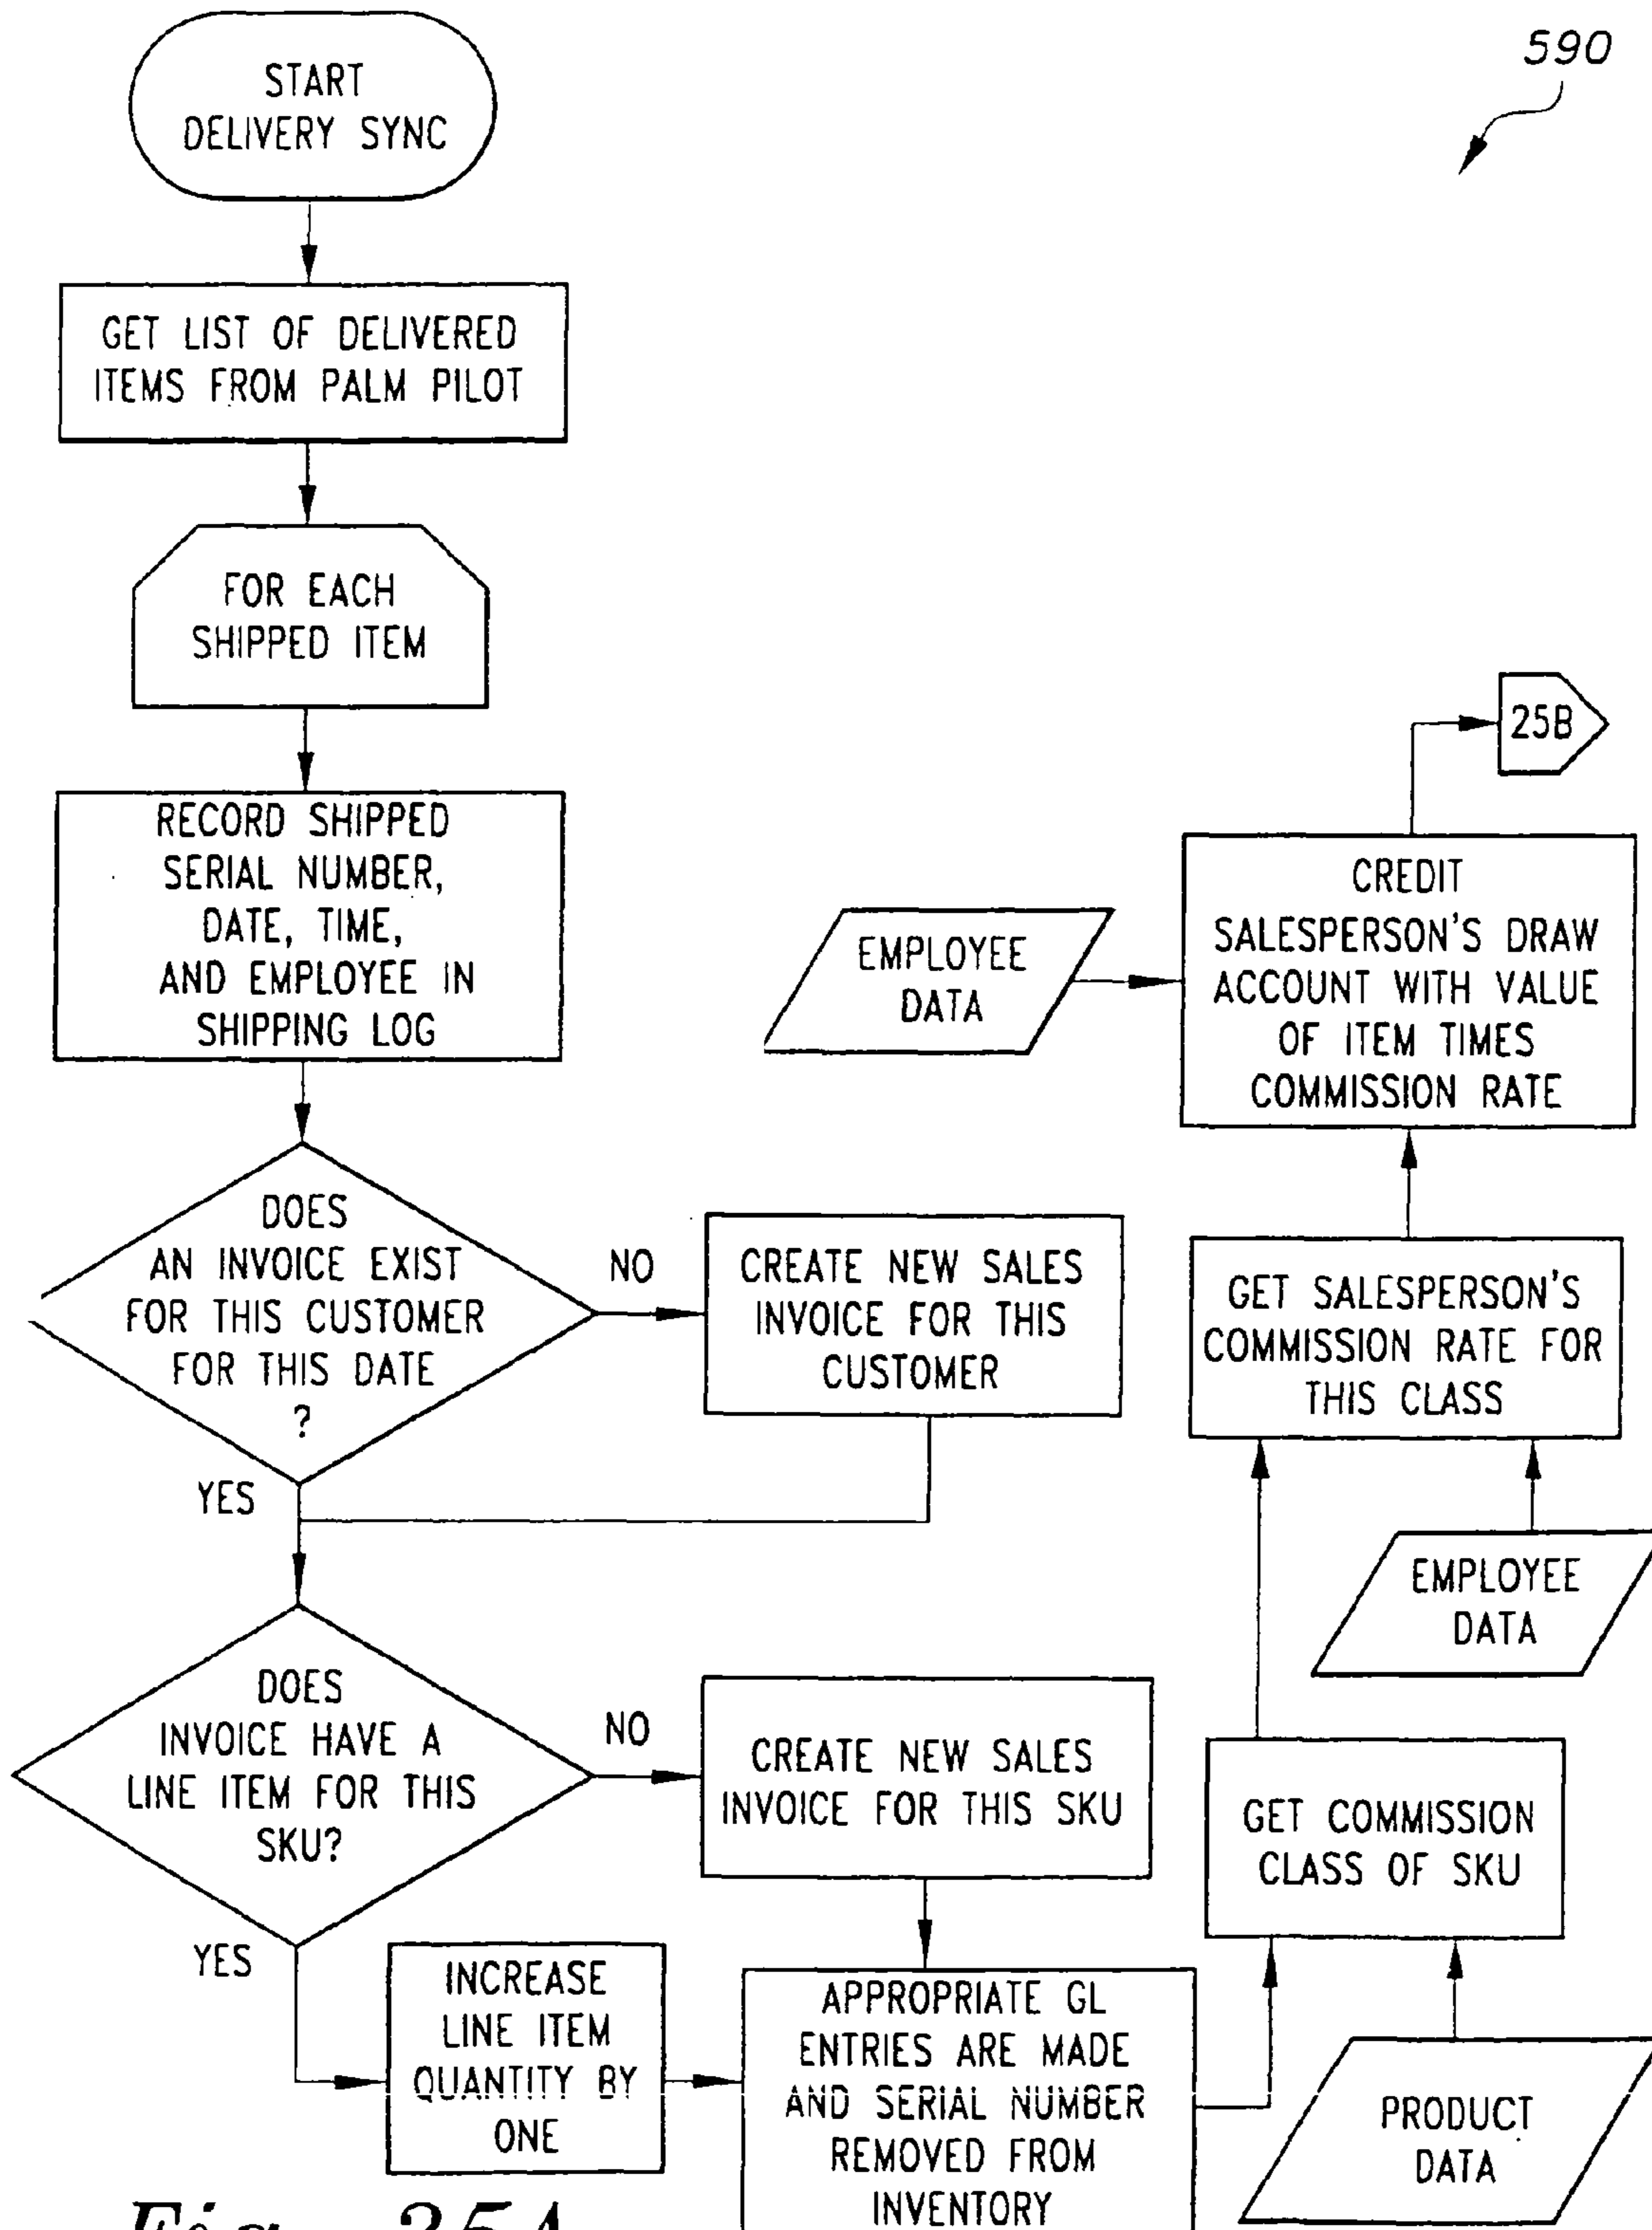 590
START
DELIVERY SYNC
GET LIST OF DELIVERED
ITEMS FROM PALM PILOT
FOR EACH
SHIPPED ITEM
RECORD SHIPPED
SERIAL NUMBER,
DATE, TIME,
AND EMPLOYEE IN
SHIPPING LOG
DOES
AN INVOICE EXIST
FOR THIS CUSTOMER
FOR THIS DATE
?
NO
CREATE NEW SALES
INVOICE FOR THIS
CUSTOMER
YES
DOES
INVOICE HAVE A
LINE ITEM FOR THIS
SKU?
NO
CREATE NEW SALES
INVOICE FOR THIS SKU
YES
INCREASE
LINE ITEM
QUANTITY BY
ONE
APPROPRIATE GL
ENTRIES ARE MADE
AND SERIAL NUMBER
REMOVED FROM
INVENTORY
PRODUCT
DATA
GET COMMISSION
CLASS OF SKU
EMPLOYEE
DATA
GET SALESPERSON'S
COMMISSION RATE FOR
THIS CLASS
EMPLOYEE
DATA
CREDIT
SALESPERSON'S DRAW
ACCOUNT WITH VALUE
OF ITEM TIMES
COMMISSION RATE
25B
Fig. 25A